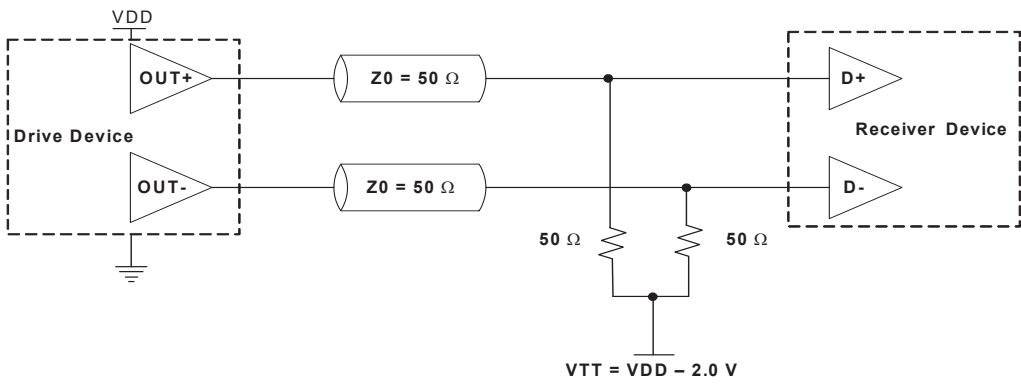 VDD
OUT+
Z0 = 50 Ω
D+
Drive Device
Receiver Device
OUT-
Z0 = 50 Ω
D-
50 Ω
50 Ω
VTT = VDD – 2.0 V